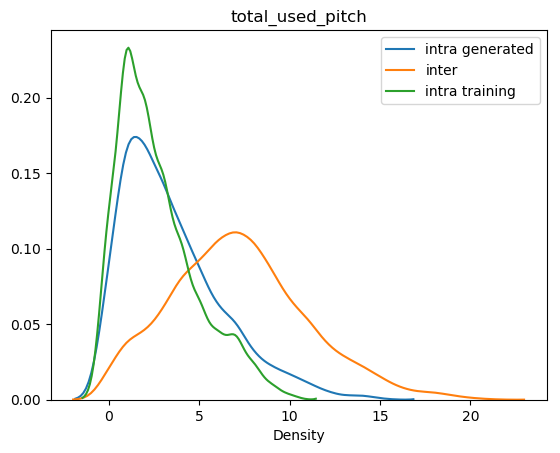 total_used_pitch
intra generated
inter
intra training
0.20
0.15
0.10
0.05
0.00
0 5 10 15 20
Density